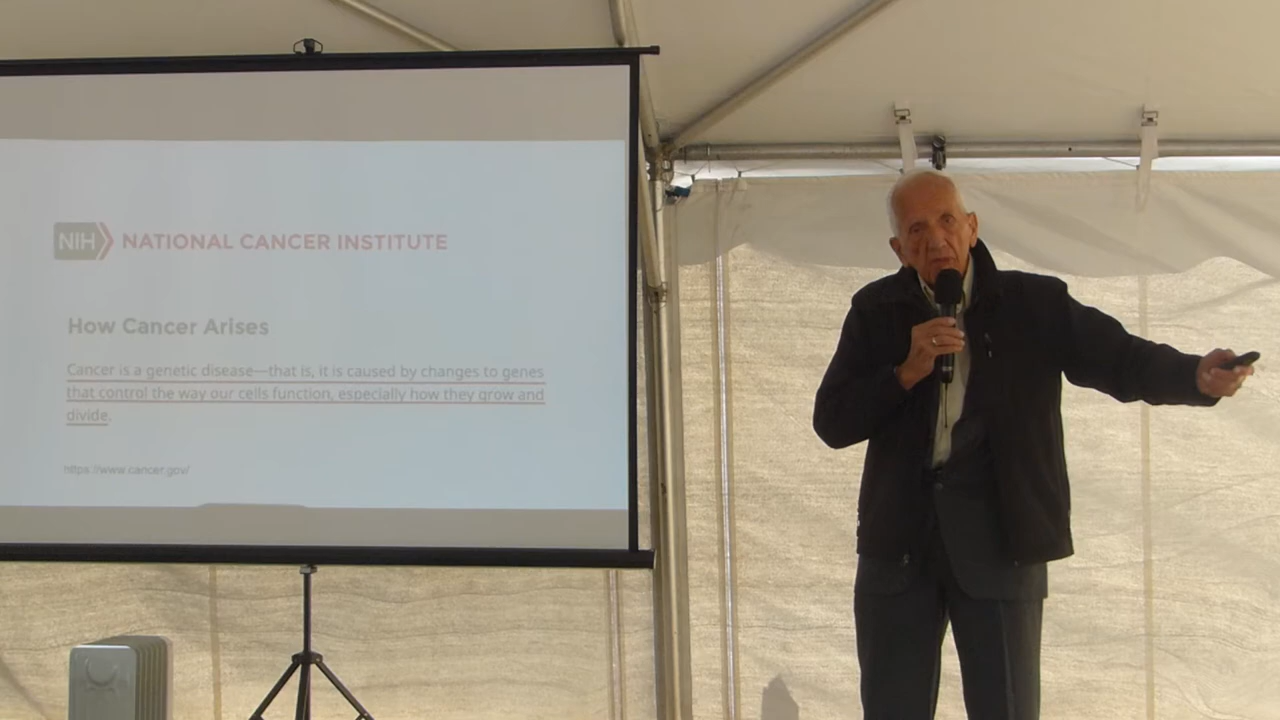 NIH NATIONAL CANCER INSTITUTE
How Cancer Arises
Cancer is a genetic disease—that is, it is caused by changes to genes
that control the way our cells function, especially how they grow and
divide.
https://www.cancer.gov/